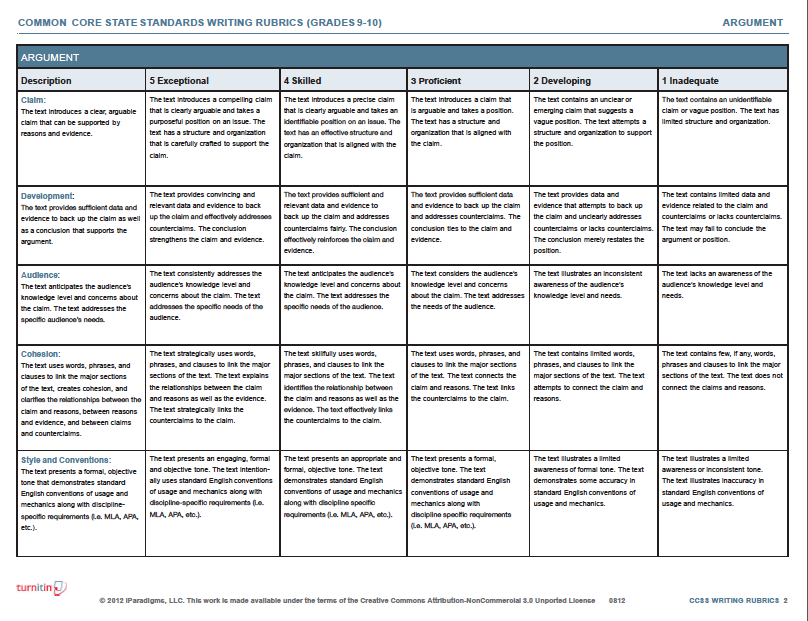 COMMON CORE STATE STANDARDS WRITING RUBRICS (GRADES 9-10)
ARGUMENT
ARGUMENT
Description
5 Exceptional
4 Skilled
3 Proficient
2 Developing
1 Inadequate
Claim:
The text introduces a clear, arguable
claim that can be supported by
reasons and evidence.
The text introduces a compelling claim
that is clearly arguable and takes a
purposeful position on an issue. The
text has a structure and organization
that is carefully crafted to support the
claim.
The text introduces a precise claim
that is clearly arguable and takes an
identifiable position on an issue. The
text has an effective structure and
organization that is aligned with the
claim.
The text introduces a claim that
is arguable and takes a position.
The text has a structure and
organization that is aligned with
the claim.
The text contains an unclear or
emerging claim that suggests a
vague position. The text attempts a
structure and organization to support
the position.
The text contains an unidentifiable
claim or vague position. The text has
limited structure and organization.
Development:
The text provides sufficient data and
evidence to back up the claim as well
as a conclusion that supports the
argument.
The text provides convincing and
relevant data and evidence to back
up the claim and effectively addresses
counterclaims. The conclusion
strengthens the claim and evidence.
The text provides sufficient and
relevant data and evidence to
back up the claim and addresses
counterclaims fairly. The conclusion
effectively reinforces the claim and
evidence.
The text provides sufficient data
and evidence to back up the claim
and addresses counterclaims. The
conclusion ties to the claim and
evidence.
The text provides data and
evidence that attempts to back up
the claim and unclearly addresses
counterclaims or lacks counterclaims.
The conclusion merely restates the
position.
The text contains limited data and
evidence related to the claim and
counterclaims or lacks counterclaims.
The text may fail to conclude the
argument or position.
Audience:
The text anticipates the audience's
knowledge level and concerns about
the claim. The text addresses the
specific audience's needs.
The text consistently addresses the
audience's knowledge level and
concerns about the claim. The text
addresses the specific needs of the
audience.
The text anticipates the audience's
knowledge level and concerns about
the claim. The text addresses the
specific needs of the audience.
The text considers the audience's
knowledge level and concerns
about the claim. The text addresses
the needs of the audience.
The text illustrates an inconsistent
awareness of the audience's
knowledge level and needs.
The text lacks an awareness of the
audience's knowledge level and
needs.
Cohesion:
The text uses words, phrases, and
clauses to link the major sections
of the text, creates cohesion, and
clarifies the relationships between the
claim and reasons, between reasons
and evidence, and between claims
and counterclaims.
The text strategically uses words,
phrases, and clauses to link the major
sections of the text. The text explains
the relationships between the claim
and reasons as well as the evidence.
The text strategically links the
counterclaims to the claim.
The text skilfully uses words,
phrases, and clauses to link the
major sections of the text. The text
identifies the relationship between
the claim and reasons as well as the
evidence. The text effectively links
the counterclaims to the claim.
The text uses words, phrases, and
clauses to link the major sections
of the text. The text connects the
claim and reasons. The text links
the counterclaims to the claim.
The text contains limited words,
phrases, and clauses to link the
major sections of the text. The text
attempts to connect the claim and
reasons.
The text contains few, if any, words,
phrases and clauses to link the major
sections of the text. The text does not
connect the claims and reasons.
Style and Conventions:
The text presents a formal, objective
tone that demonstrates standard
English conventions of usage and
mechanics along with discipline-
specific requirements (i.e. MLA, APA,
etc.).
The text presents an engaging, formal
and objective tone. The text intention-
ally uses standard English conventions
of usage and mechanics along with
discipline-specific requirements (i.e.
MLA, APA, etc.).
The text presents an appropriate and
formal, objective tone. The text
demonstrates standard English
conventions of usage and mechanics
along with discipline specific
requirements (i.e. MLA, APA, etc.).
The text presents a formal,
objective tone. The text
demonstrates standard English
conventions of usage and
mechanics along with
discipline specific requirements
(i.e. MLA, APA, etc.).
The text illustrates a limited
awareness of formal tone. The text
demonstrates some accuracy in
standard English conventions of
usage and mechanics.
The text illustrates a limited
awareness or inconsistent tone.
The text illustrates inaccuracy in
standard English conventions of
usage and mechanics.
turnitin
© 2012 iParadigms, LLC. This work is made available under the terms of the Creative Commons Attribution-NonCommercial 3.0 Unported License 0812
CCSS WRITING RUBRICS 2